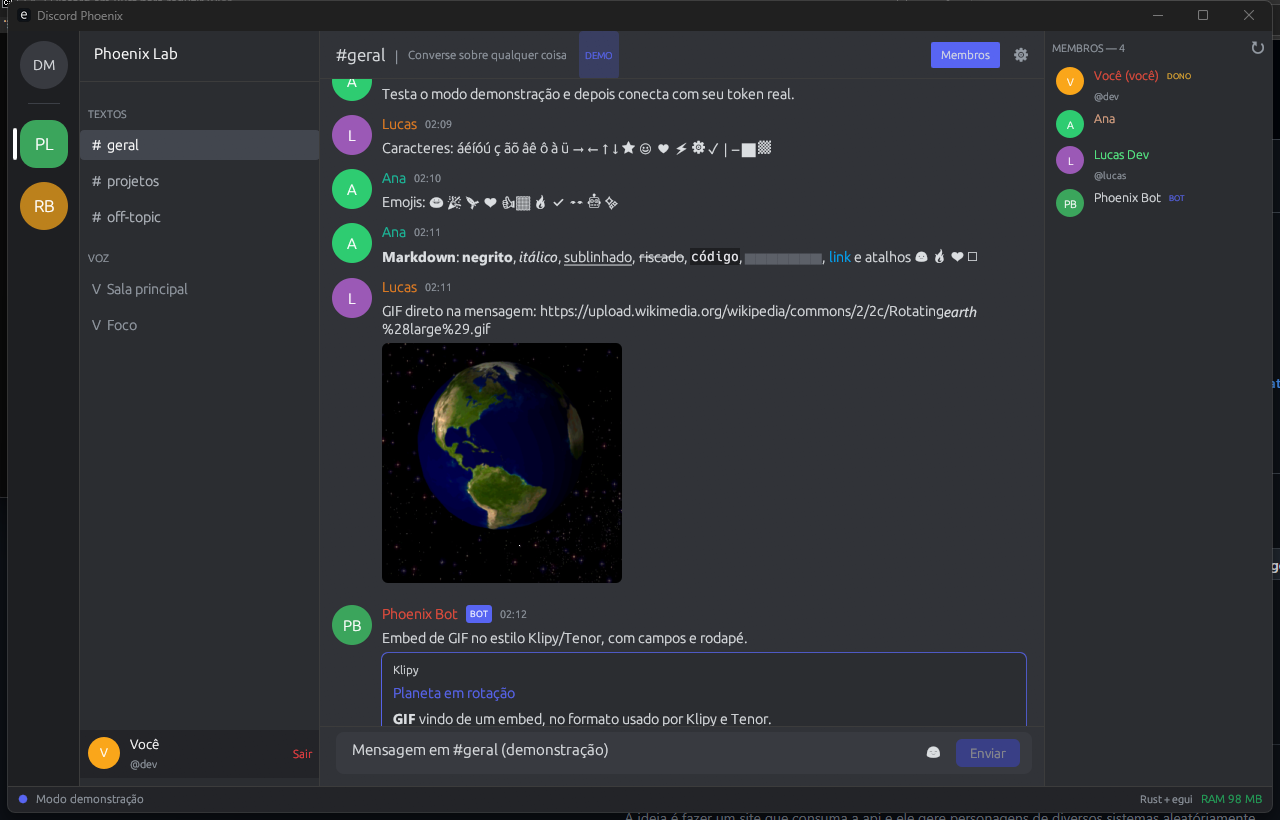 Discord Phoenix
DM
PL
RB
Phoenix Lab
TEXTOS
# geral
# projetos
# off-topic
VOZ
V Sala principal
V Foco
V
Você
@dev
Sair
#geral | Converse sobre qualquer coisa DEMO
Membros ⚙
A
Testa o modo demonstração e depois conecta com seu token real.
L
Lucas 02:09
Caracteres: áéíóú ç ãõ âê ô à ü → ← ↑ ↓ ★ ☺ ♥ ⚡ ⚙ ✓ | — █ ▒
A
Ana 02:10
Emojis: 😀 🎉 🚀 ❤ 👍🏽 🔥 ✓ 👀 🤖 ✨
A
Ana 02:11
Markdown: negrito, itálico, sublinhado, riscado, código, , link e atalhos 😀 🔥 ❤ □
L
Lucas 02:11
GIF direto na mensagem: https://upload.wikimedia.org/wikipedia/commons/2/2c/Rotatingearth
%28large%29.gif
PB
Phoenix Bot BOT 02:12
Embed de GIF no estilo Klipy/Tenor, com campos e rodapé.
Klipy
Planeta em rotação
GIF vindo de um embed, no formato usado por Klipy e Tenor.
Mensagem em #geral (demonstração)
Enviar
MEMBROS — 4
V
Você (você) DONO
@dev
A
Ana
L
Lucas Dev
@lucas
PB
Phoenix Bot BOT
Modo demonstração
Rust + egui RAM 98 MB